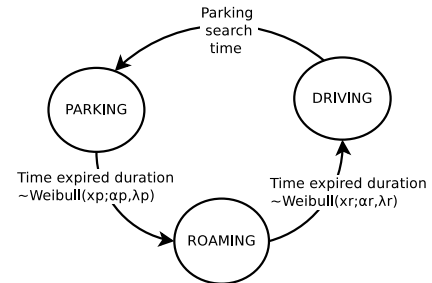 Parking
search
time
PARKING
DRIVING
Time expired duration
~Weibull(xp;αp,λp)
Time expired duration
~Weibull(xr;αr,λr)
ROAMING